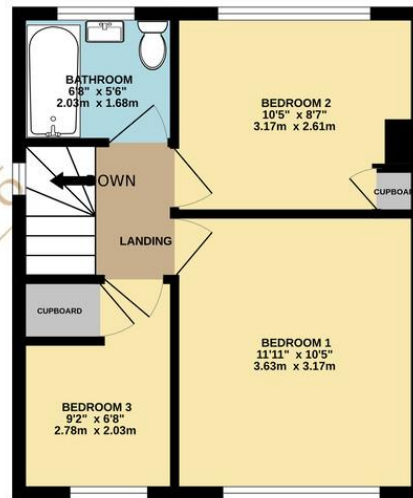 BATHROOM
6'8" x 5'6"
2.03m x 1.68m
BEDROOM 2
10'5" x 8'7"
3.17m x 2.61m
CUPBOAR
OWN
LANDING
CUPBOARD
BEDROOM 1
11'11" x 10'5"
3.63m x 3.17m
BEDROOM 3
9'2" x 6'8"
2.78m x 2.03m